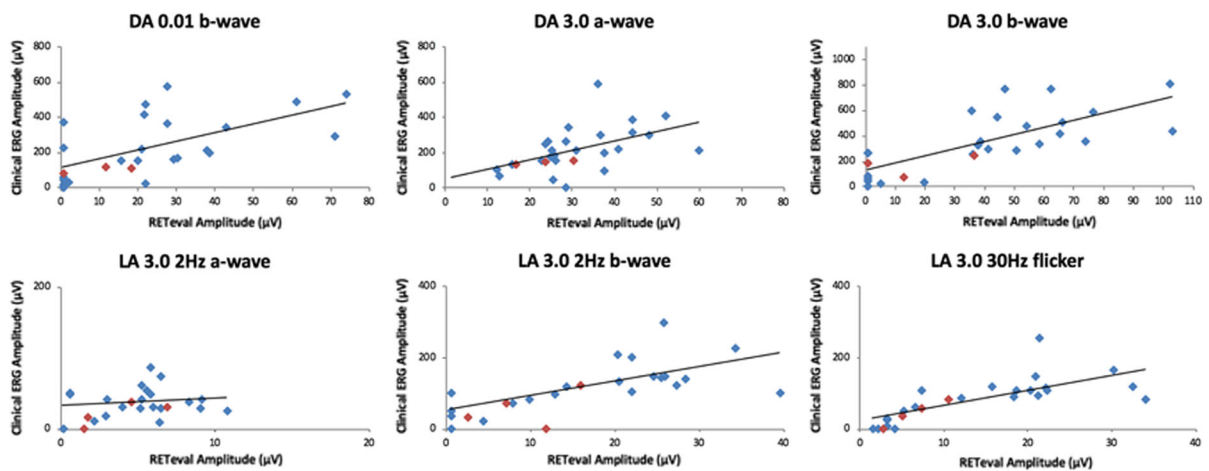 DA 0.01 b-wave
Clinical ERG Amplitude (µV)
800
600
400
200
0
0 10 20 30 40 50 60 70 80
RETeval Amplitude (µV)
DA 3.0 a-wave
Clinical ERG Amplitude (µV)
800
600
400
200
0
0 10 20 30 40 50 60 70 80
RETeval Amplitude (µV)
DA 3.0 b-wave
Clinical ERG Amplitude (µV)
1000
800
600
400
200
0
0 10 20 30 40 50 60 70 80 90 100 110
RETeval Amplitude (µV)
LA 3.0 2Hz a-wave
Clinical ERG Amplitude (µV)
200
0
0 10 20
RETeval Amplitude (µV)
LA 3.0 2Hz b-wave
Clinical ERG Amplitude (µV)
400
200
0
0 10 20 30 40
RETeval Amplitude (µV)
LA 3.0 30Hz flicker
Clinical ERG Amplitude (µV)
400
200
0
0 10 20 30 40
RETeval Amplitude (µV)